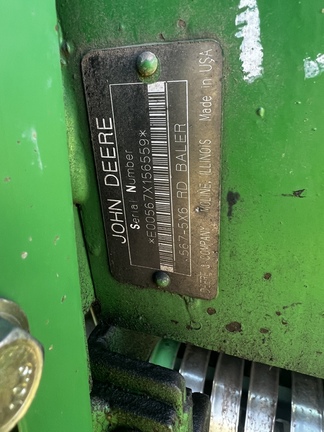 JOHN DEERE
Serial Number
*E00567X156559*
567-5X6 RD BALER
DEERE & COMPANY MOLINE, ILLINOIS Made in USA